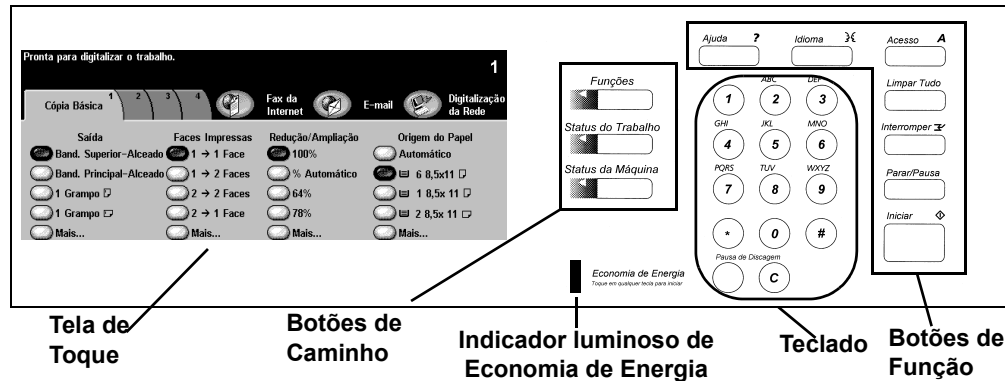 Pronta para digitalizar o trabalho.
1
Cópia Básica
1
2
3
4
Fax da
Internet
E-mail
Digitalização
da Rede
Saída
Faces Impressas
Redução/Ampliação
Origem do Papel
Band. Superior-Alceado
1 → 1 Face
100%
Automático
Band. Principal-Alceado
1 → 2 Faces
% Automático
6 8,5x11
1 Grampo
2 → 2 Faces
64%
1 8,5x 11
1 Grampo
2 → 1 Face
78%
2 8,5x 11
Mais...
Mais...
Mais...
Mais...
Funções
Status do Trabalho
Status da Máquina
Economia de Energia
Toque em qualquer tecla para iniciar
Ajuda ?
Idioma
Acesso A
ABC
DEF
1
2
3
GHI
JKL
MNO
4
5
6
PQRS
TUV
WXYZ
7
8
9
*
0
#
Pausa de Discagem
C
Limpar Tudo
Interromper
Parar/Pausa
Iniciar
Tela de
Toque
Botões de
Caminho
Indicador luminoso de
Economia de Energia
Teclado
Botões de
Função